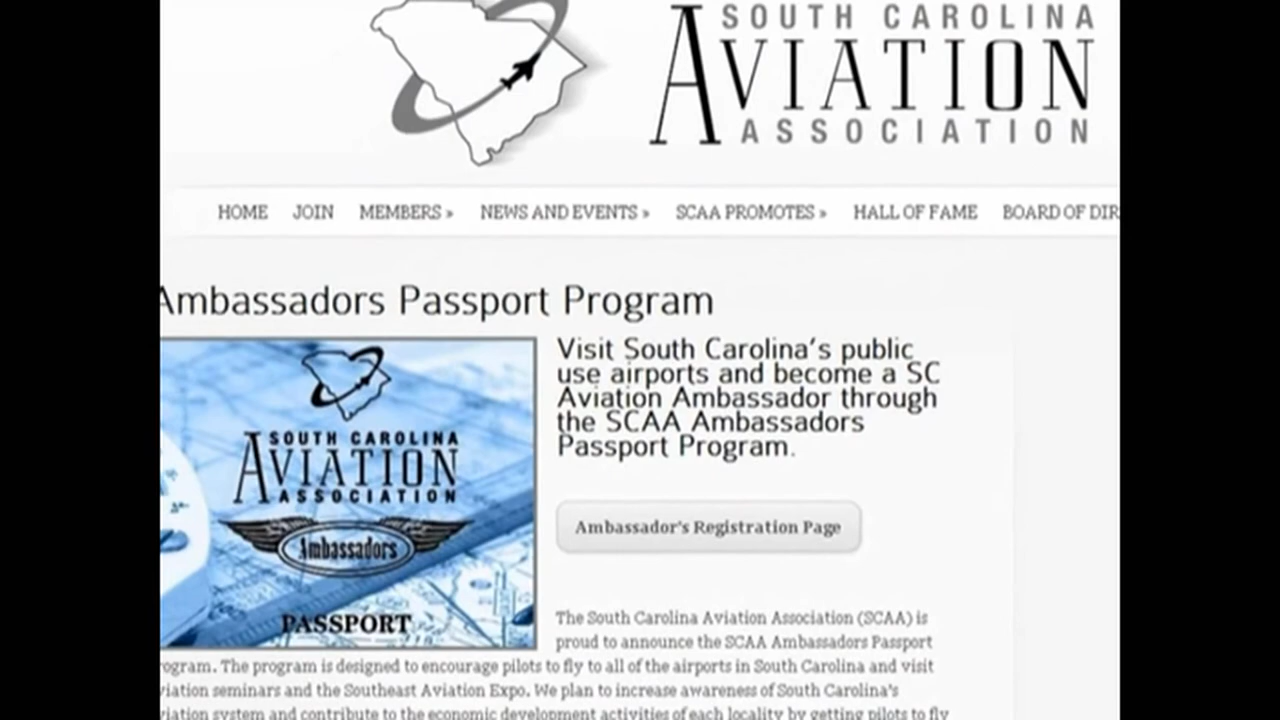 SOUTH CAROLINA
AVIATION
ASSOCIATION
HOME JOIN MEMBERS » NEWS AND EVENTS » SCAA PROMOTES » HALL OF FAME BOARD OF DIR
Ambassadors Passport Program
SOUTH CAROLINA
AVIATION
ASSOCIATION
Ambassadors
PASSPORT
Visit South Carolina's public
use airports and become a SC
Aviation Ambassador through
the SCAA Ambassadors
Passport Program.
Ambassador's Registration Page
The South Carolina Aviation Association (SCAA) is
proud to announce the SCAA Ambassadors Passport
rogram. The program is designed to encourage pilots to fly to all of the airports in South Carolina and visit
viation seminars and the Southeast Aviation Expo. We plan to increase awareness of South Carolina's
viation system and contribute to the economic development activities of each locality by getting pilots to fly